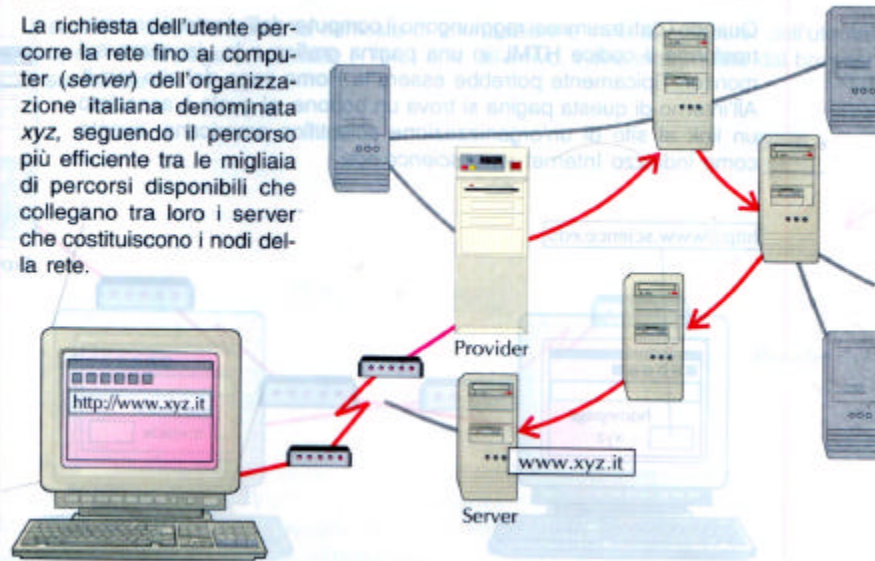 La richiesta dell'utente per-
corre la rete fino ai compu-
ter (server) dell'organizza-
zione italiana denominata
xyz, seguendo il percorso
più efficiente tra le migliaia
di percorsi disponibili che
collegano tra loro i server
che costituiscono i nodi del-
la rete.
Provider
http://www.xyz.it
www.xyz.it
Server